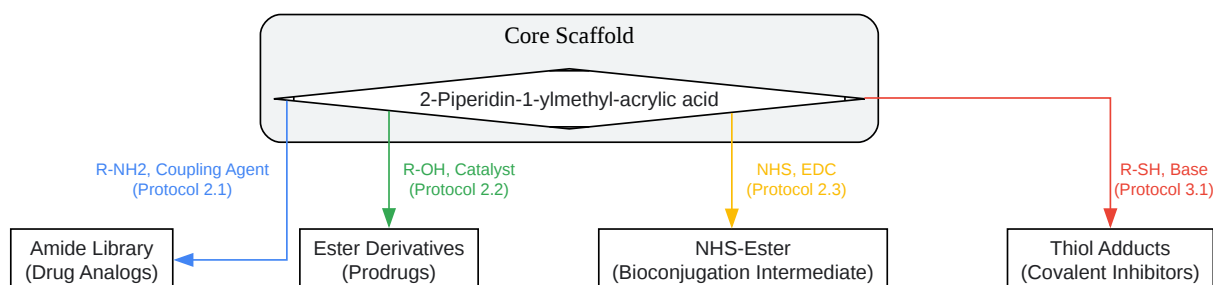 Core Scaffold
2-Piperidin-1-ylmethyl-acrylic acid
R-NH2, Coupling Agent
(Protocol 2.1)
R-OH, Catalyst
(Protocol 2.2)
NHS, EDC
(Protocol 2.3)
R-SH, Base
(Protocol 3.1)
Amide Library
(Drug Analogs)
Ester Derivatives
(Prodrugs)
NHS-Ester
(Bioconjugation Intermediate)
Thiol Adducts
(Covalent Inhibitors)